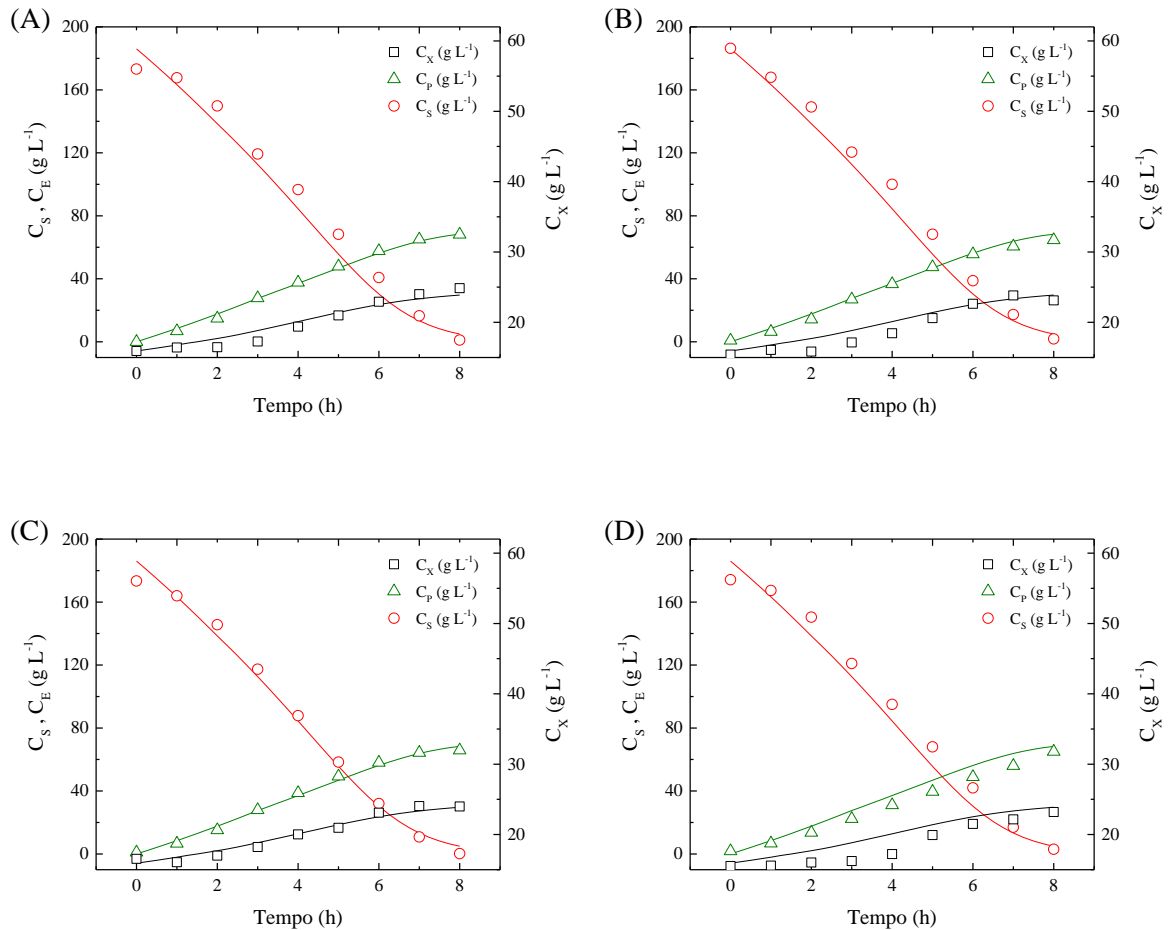 (A)
200
160
120
80
40
0
C_S , C_E (g L^-1)
60
50
40
30
20
C_X (g L^-1)
C_X (g L^-1)
C_P (g L^-1)
C_S (g L^-1)
0 2 4 6 8
Tempo (h)
(B)
200
160
120
80
40
0
C_S , C_E (g L^-1)
60
50
40
30
20
C_X (g L^-1)
C_X (g L^-1)
C_P (g L^-1)
C_S (g L^-1)
0 2 4 6 8
Tempo (h)
(C)
200
160
120
80
40
0
C_S , C_E (g L^-1)
60
50
40
30
20
C_X (g L^-1)
C_X (g L^-1)
C_P (g L^-1)
C_S (g L^-1)
0 2 4 6 8
Tempo (h)
(D)
200
160
120
80
40
0
C_S , C_E (g L^-1)
60
50
40
30
20
C_X (g L^-1)
C_X (g L^-1)
C_P (g L^-1)
C_S (g L^-1)
0 2 4 6 8
Tempo (h)